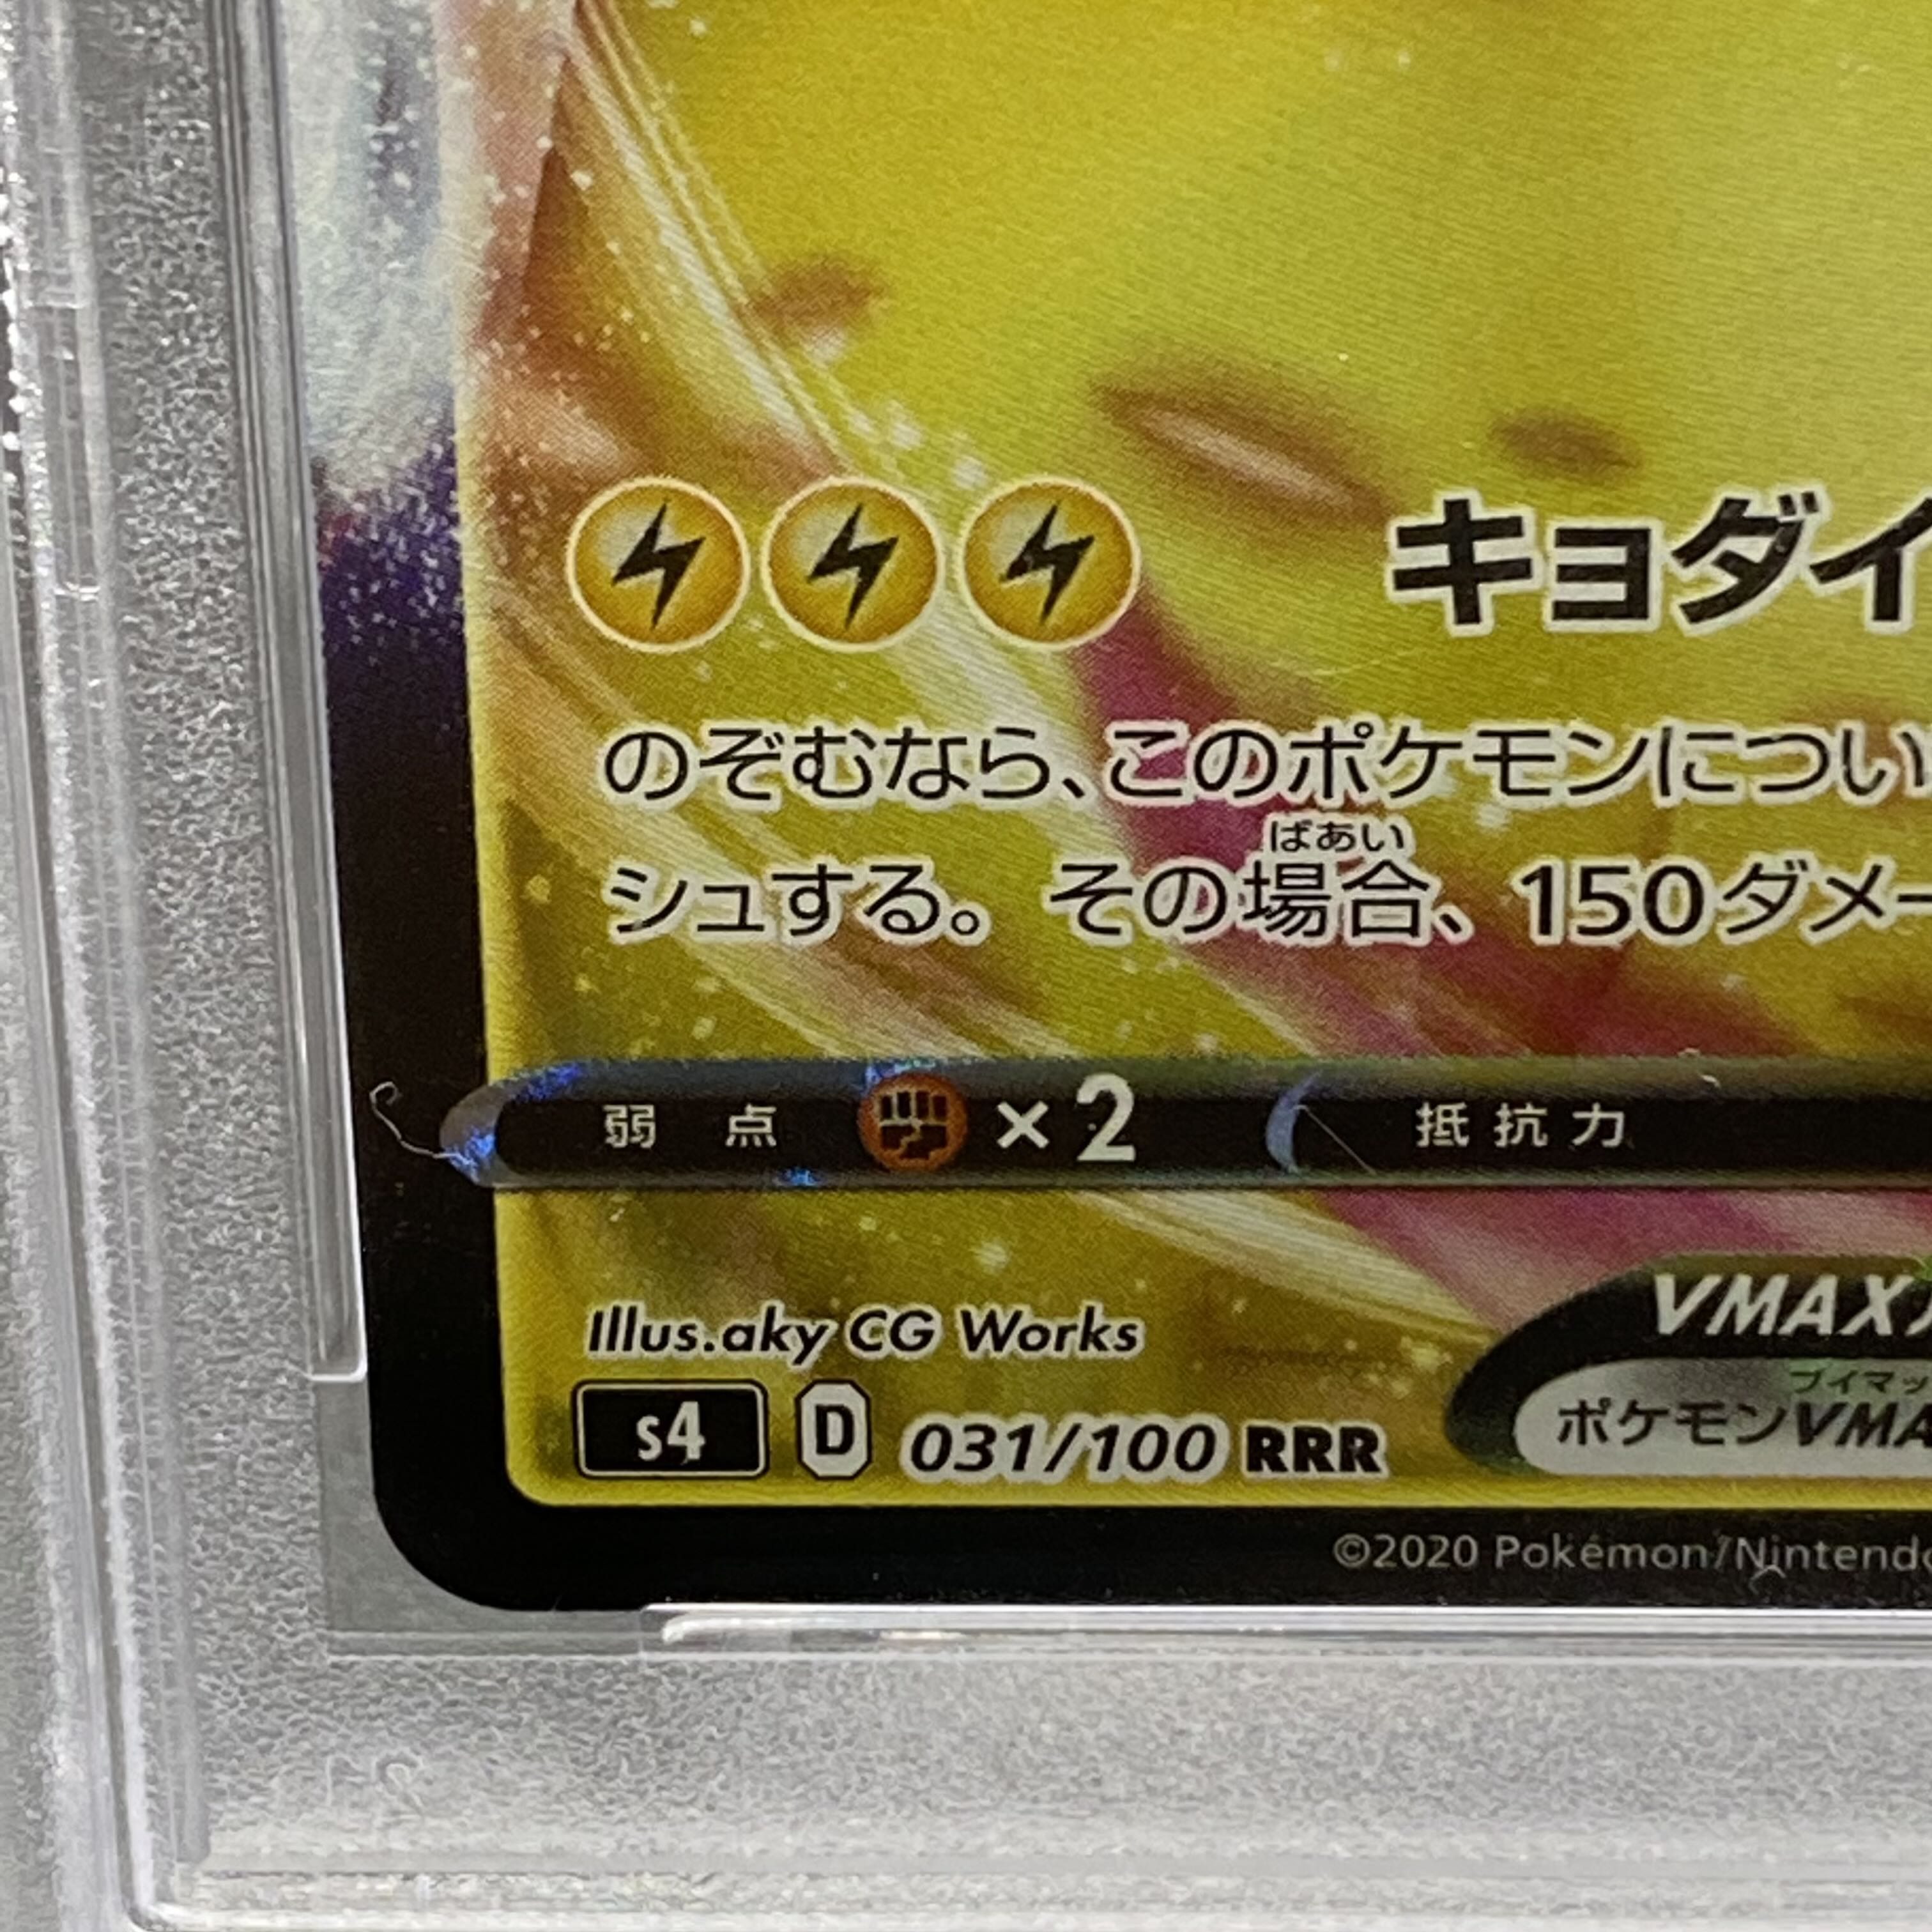 キョダイ
のぞむなら、このポケモンについ
ばあい
シュする。その場合、150ダメー
弱点 ×2 抵抗力
Illus.aky CG Works
VMAX
s4 D 031/100 RRR
ブイマッ
ポケモンVMA
©2020 Pokémon/Nintendo